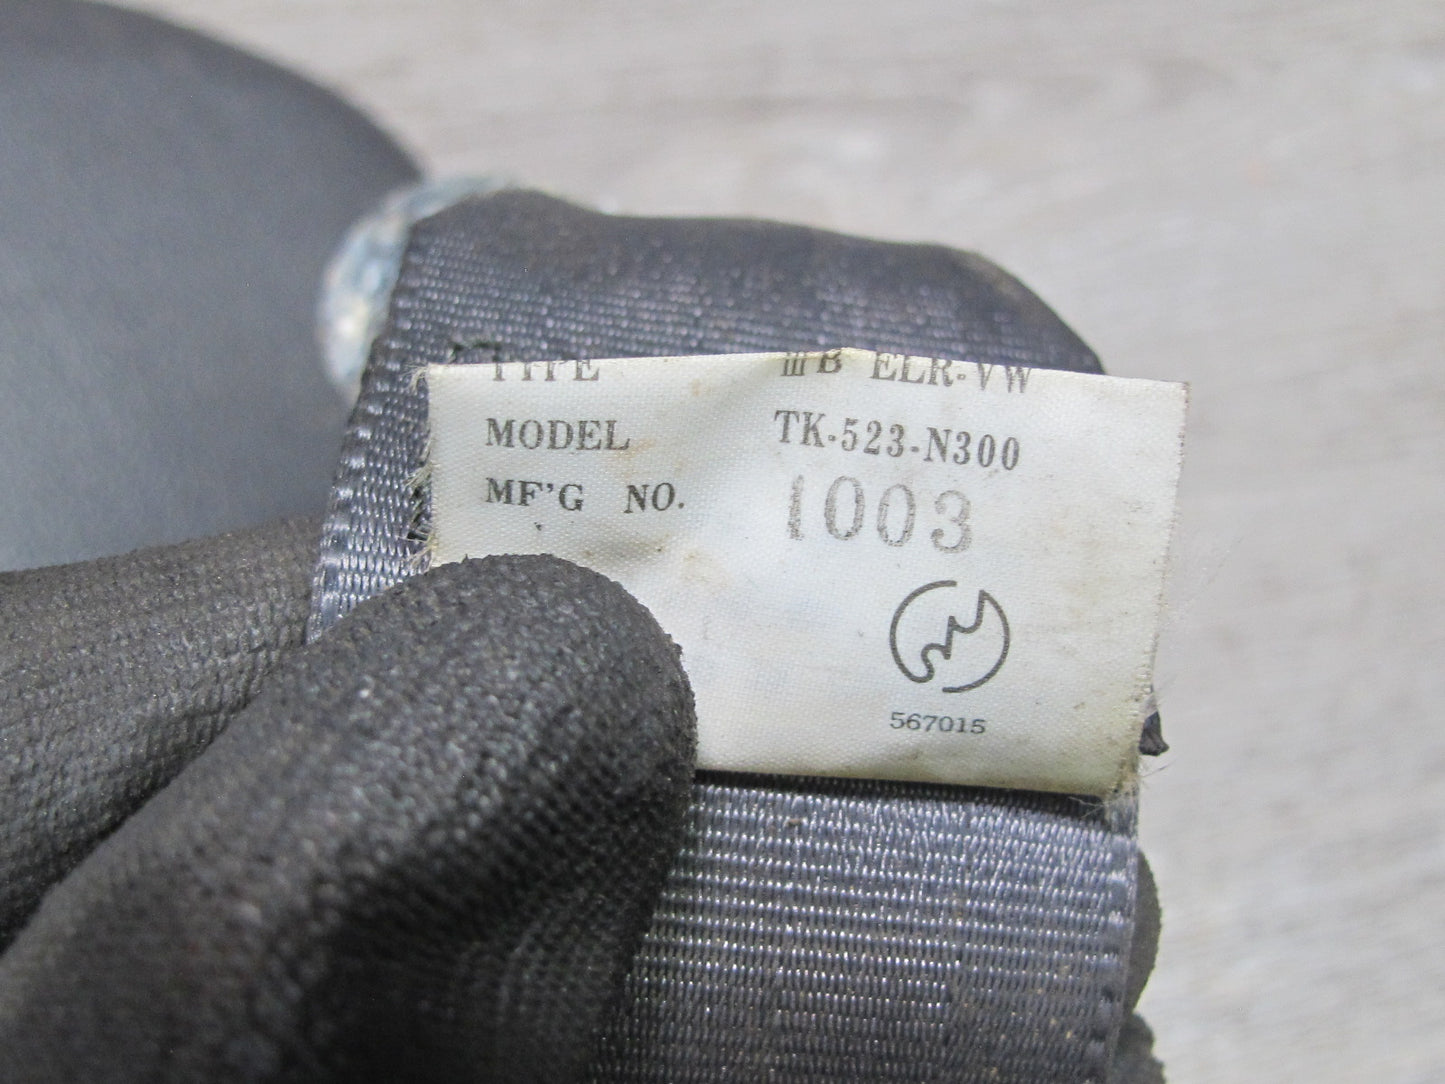 TYPE ⅢB ELR-VW
MODEL TK-523-N300
MF'G NO. 1003
567015